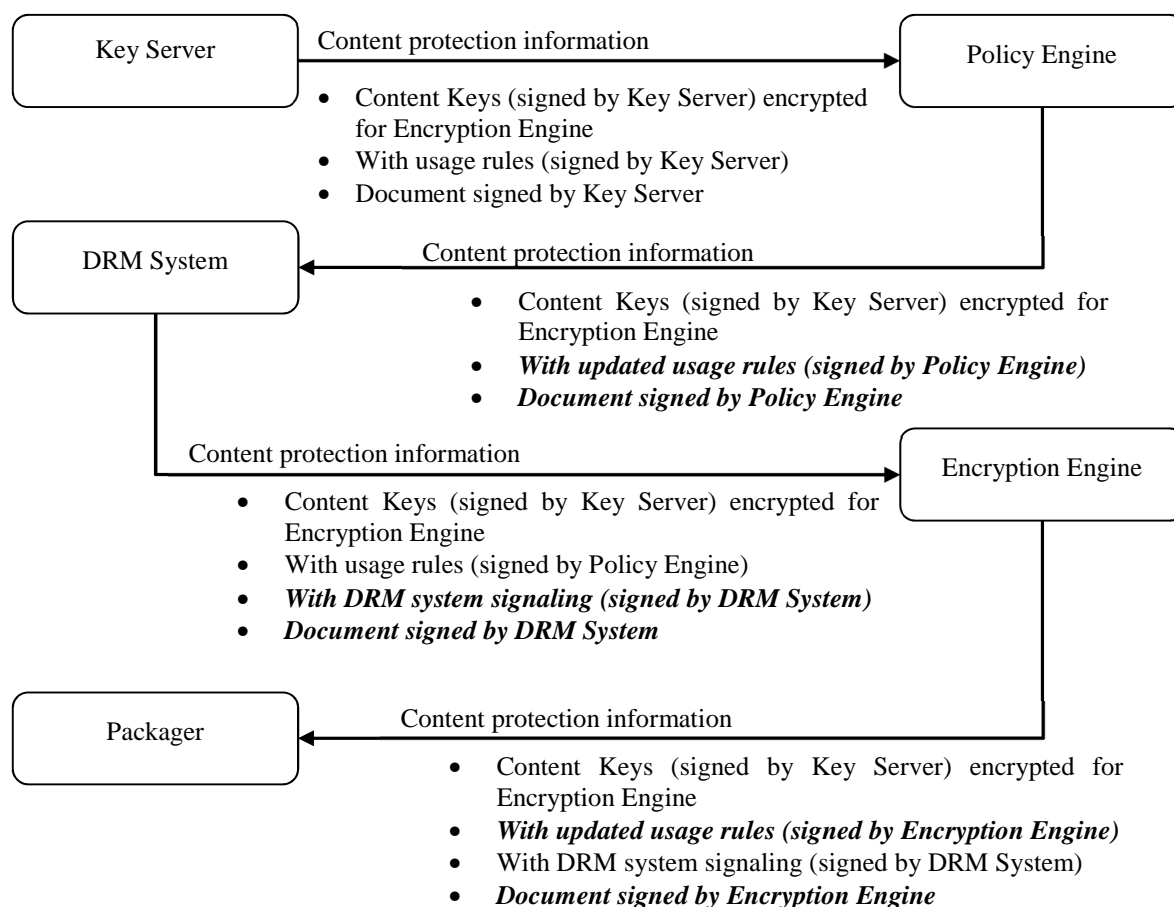 Key Server
Content protection information
Policy Engine
• Content Keys (signed by Key Server) encrypted
for Encryption Engine
• With usage rules (signed by Key Server)
• Document signed by Key Server
DRM System
Content protection information
• Content Keys (signed by Key Server) encrypted for
Encryption Engine
• With updated usage rules (signed by Policy Engine)
• Document signed by Policy Engine
Content protection information
Encryption Engine
• Content Keys (signed by Key Server) encrypted for
Encryption Engine
• With usage rules (signed by Policy Engine)
• With DRM system signaling (signed by DRM System)
• Document signed by DRM System
Packager
Content protection information
• Content Keys (signed by Key Server) encrypted for
Encryption Engine
• With updated usage rules (signed by Encryption Engine)
• With DRM system signaling (signed by DRM System)
• Document signed by Encryption Engine